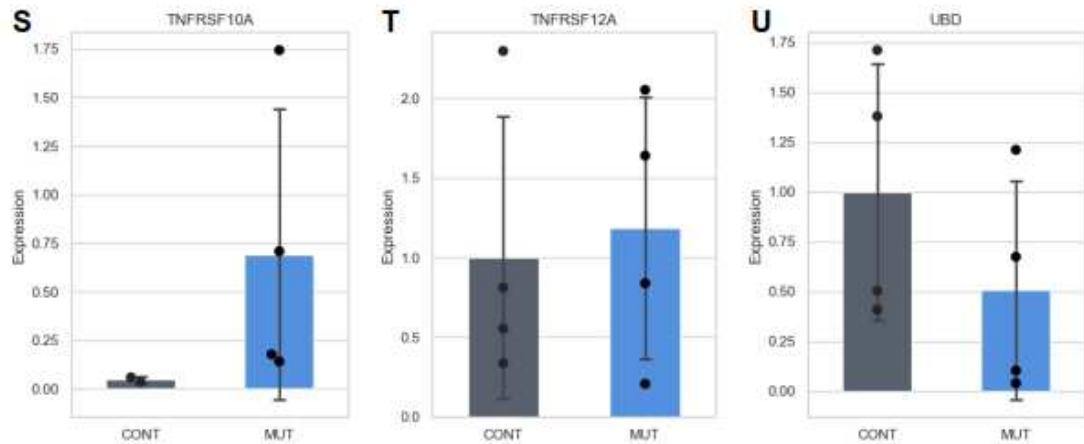 S
TNFRSF10A
Expression
1.75
1.50
1.25
1.00
0.75
0.50
0.25
0.00
CONT MUT
T
TNFRSF12A
Expression
2.0
1.5
1.0
0.5
0.0
CONT MUT
U
UBD
Expression
1.75
1.50
1.25
1.00
0.75
0.50
0.25
0.00
CONT MUT